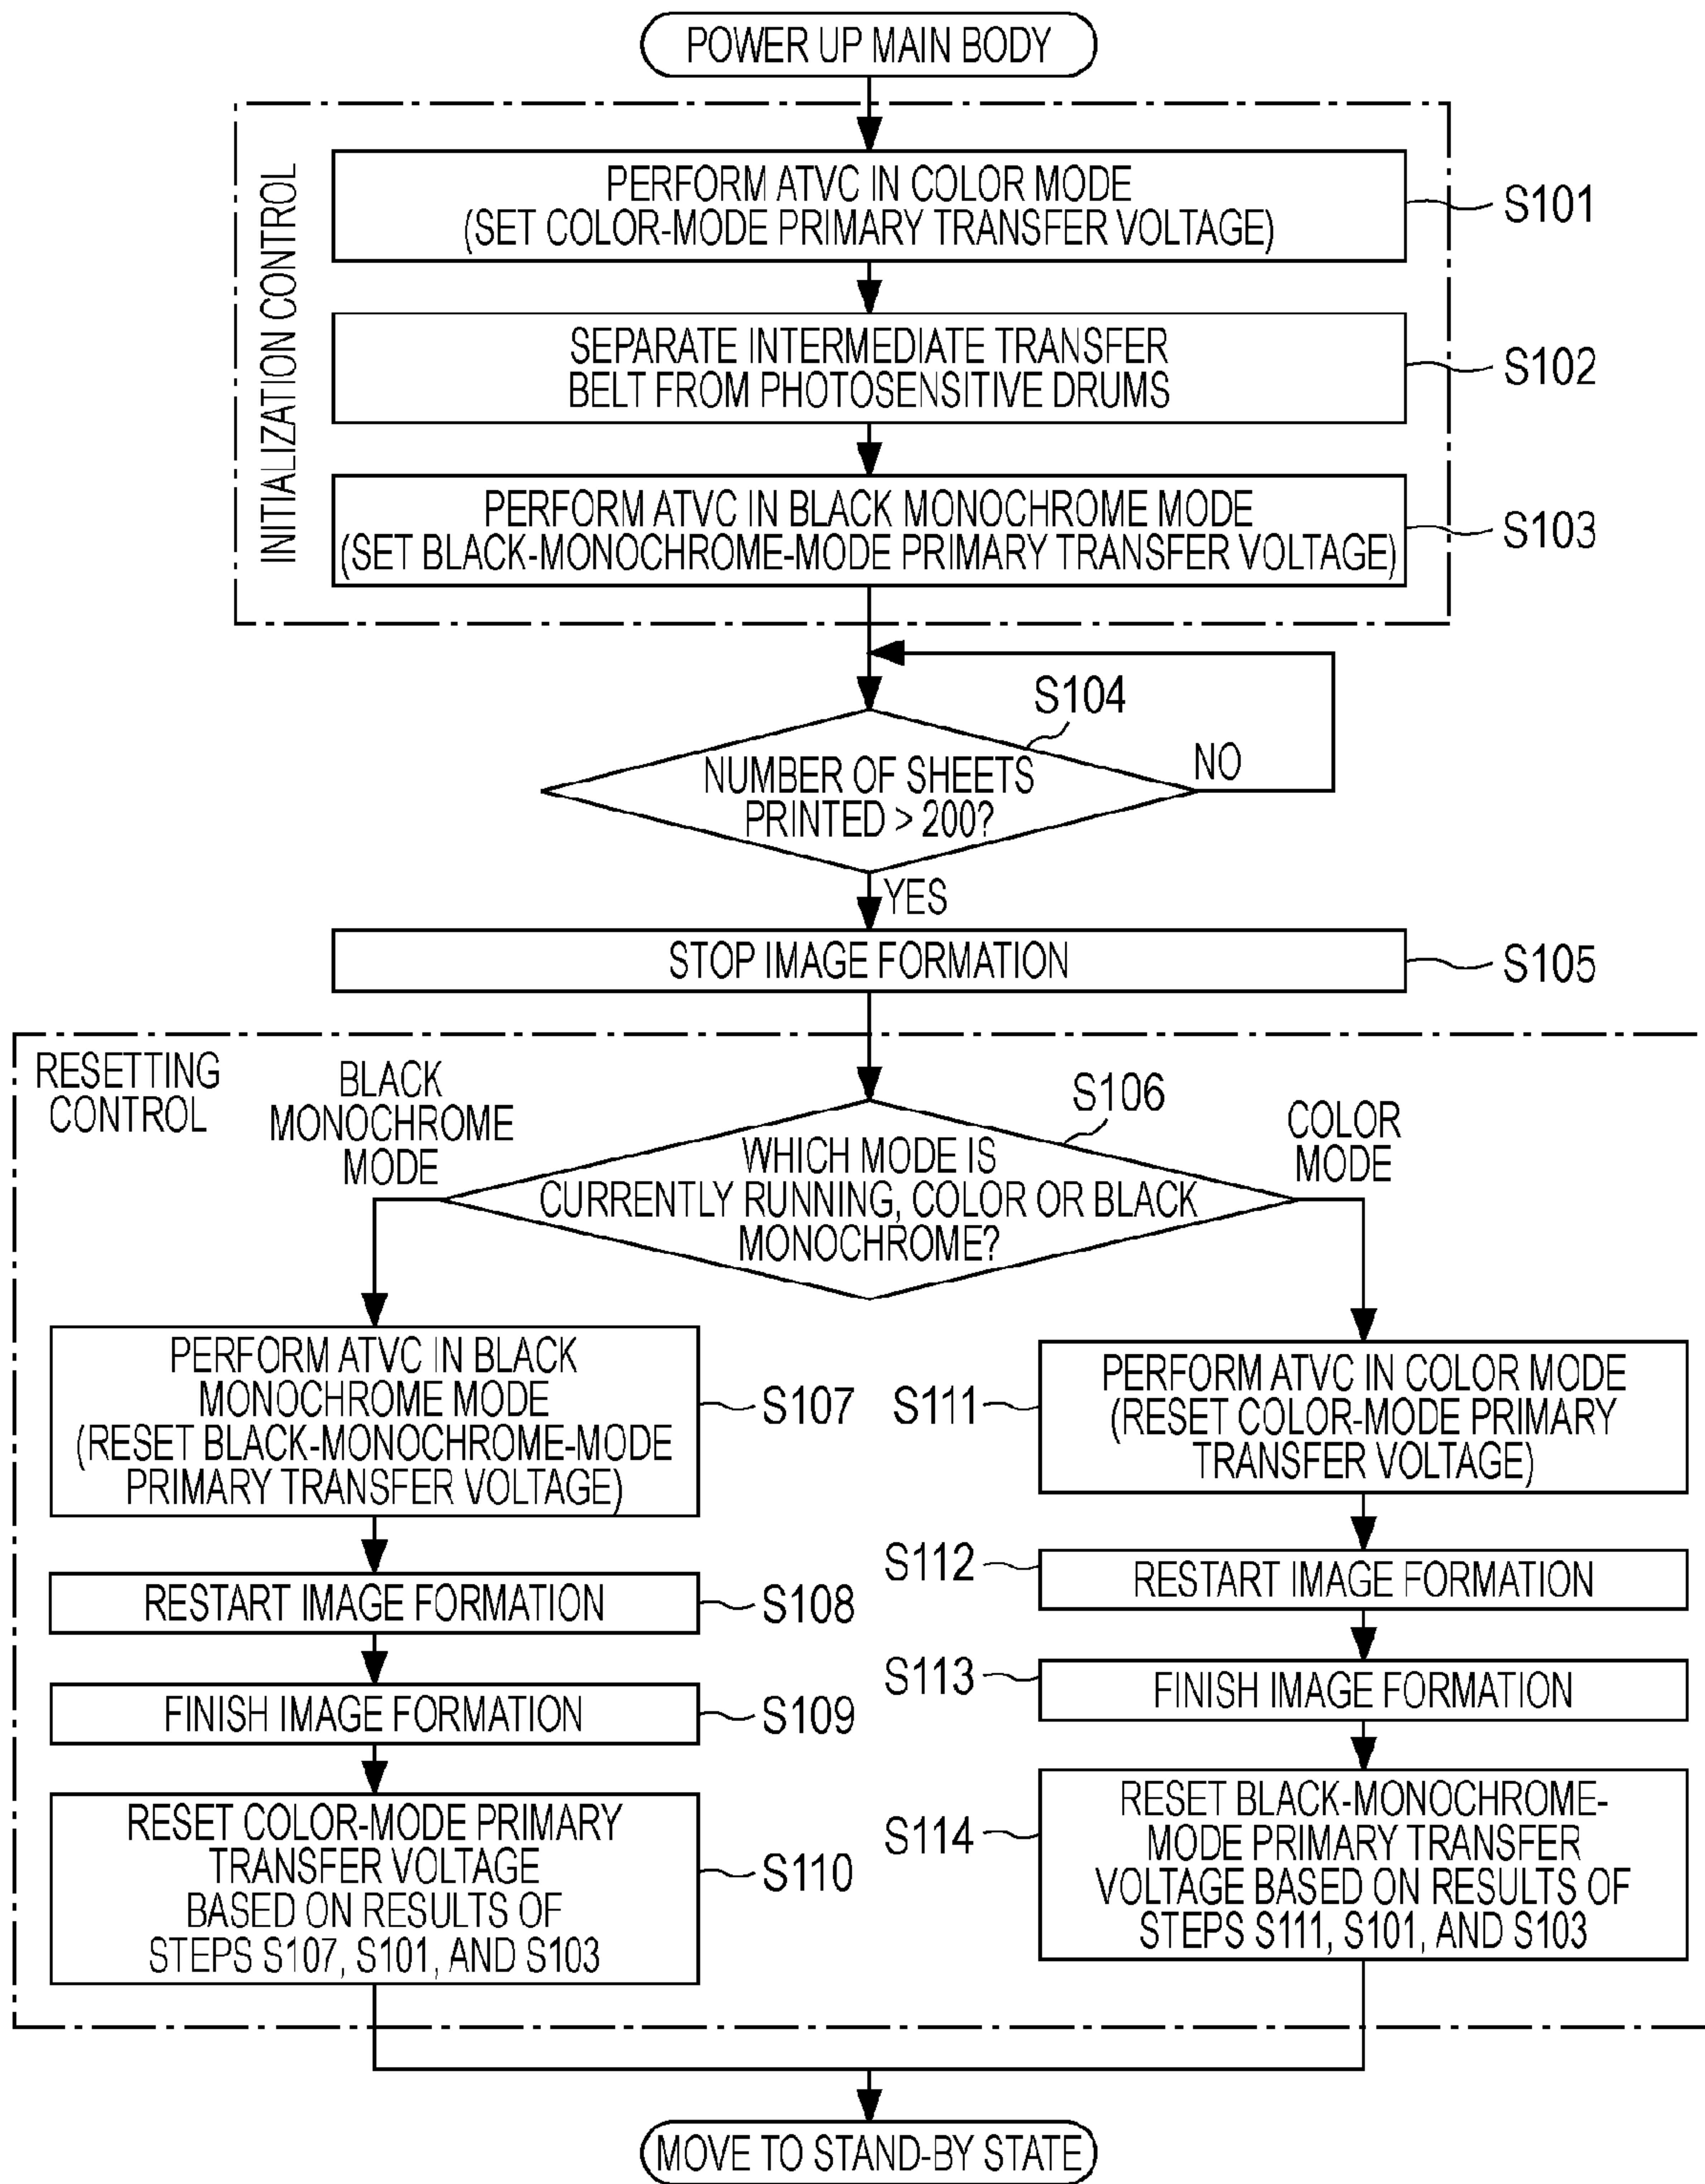 POWER UP MAIN BODY
INITIALIZATION CONTROL
PERFORM ATVC IN COLOR MODE
(SET COLOR-MODE PRIMARY TRANSFER VOLTAGE)
S101
SEPARATE INTERMEDIATE TRANSFER
BELT FROM PHOTOSENSITIVE DRUMS
S102
PERFORM ATVC IN BLACK MONOCHROME MODE
(SET BLACK-MONOCHROME-MODE PRIMARY TRANSFER VOLTAGE)
S103
S104
NUMBER OF SHEETS
PRINTED > 200?
NO
YES
STOP IMAGE FORMATION
S105
RESETTING
CONTROL
BLACK
MONOCHROME
MODE
S106
COLOR
MODE
WHICH MODE IS
CURRENTLY RUNNING, COLOR OR BLACK
MONOCHROME?
PERFORM ATVC IN BLACK
MONOCHROME MODE
(RESET BLACK-MONOCHROME-MODE
PRIMARY TRANSFER VOLTAGE)
S107
RESTART IMAGE FORMATION
S108
FINISH IMAGE FORMATION
S109
RESET COLOR-MODE PRIMARY
TRANSFER VOLTAGE
BASED ON RESULTS OF
STEPS S107, S101, AND S103
S110
S111
PERFORM ATVC IN COLOR MODE
(RESET COLOR-MODE PRIMARY
TRANSFER VOLTAGE)
S112
RESTART IMAGE FORMATION
S113
FINISH IMAGE FORMATION
S114
RESET BLACK-MONOCHROME-
MODE PRIMARY TRANSFER
VOLTAGE BASED ON RESULTS OF
STEPS S111, S101, AND S103
MOVE TO STAND-BY STATE